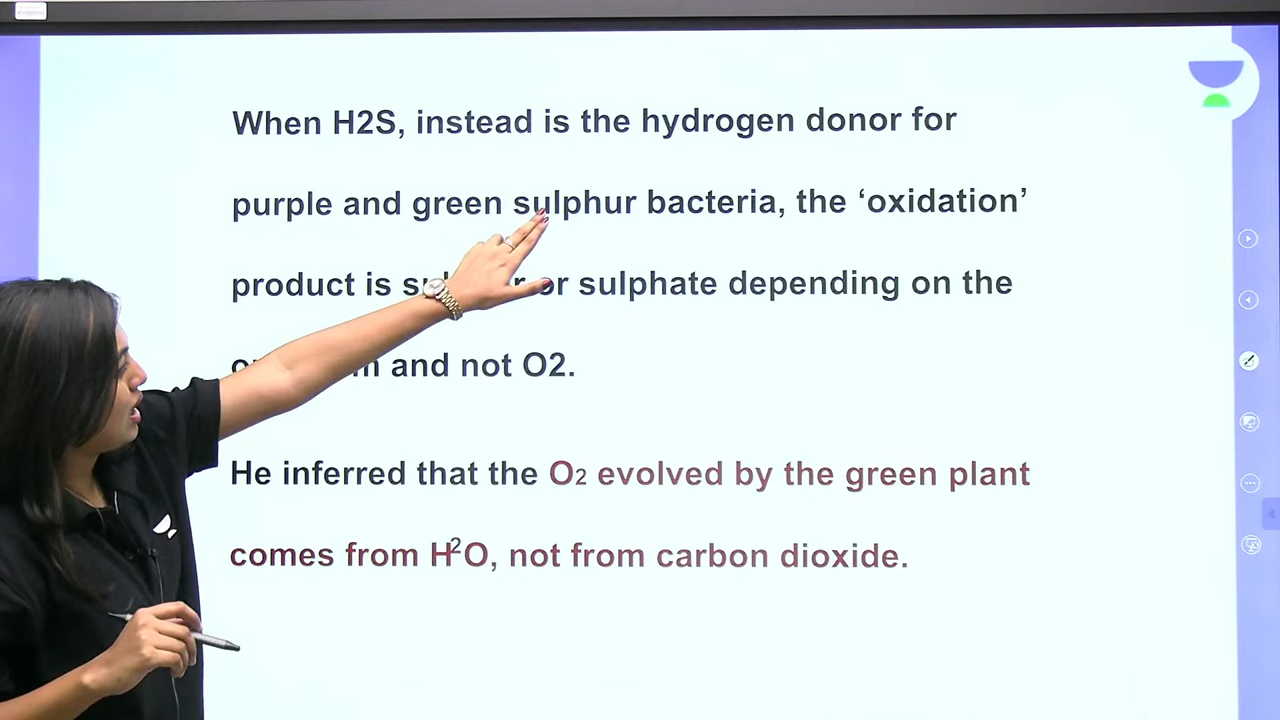 When H2S, instead is the hydrogen donor for
purple and green sulphur bacteria, the ‘oxidation’
product is or sulphate depending on the
and not O2.
He inferred that the O2 evolved by the green plant
comes from H²O, not from carbon dioxide.